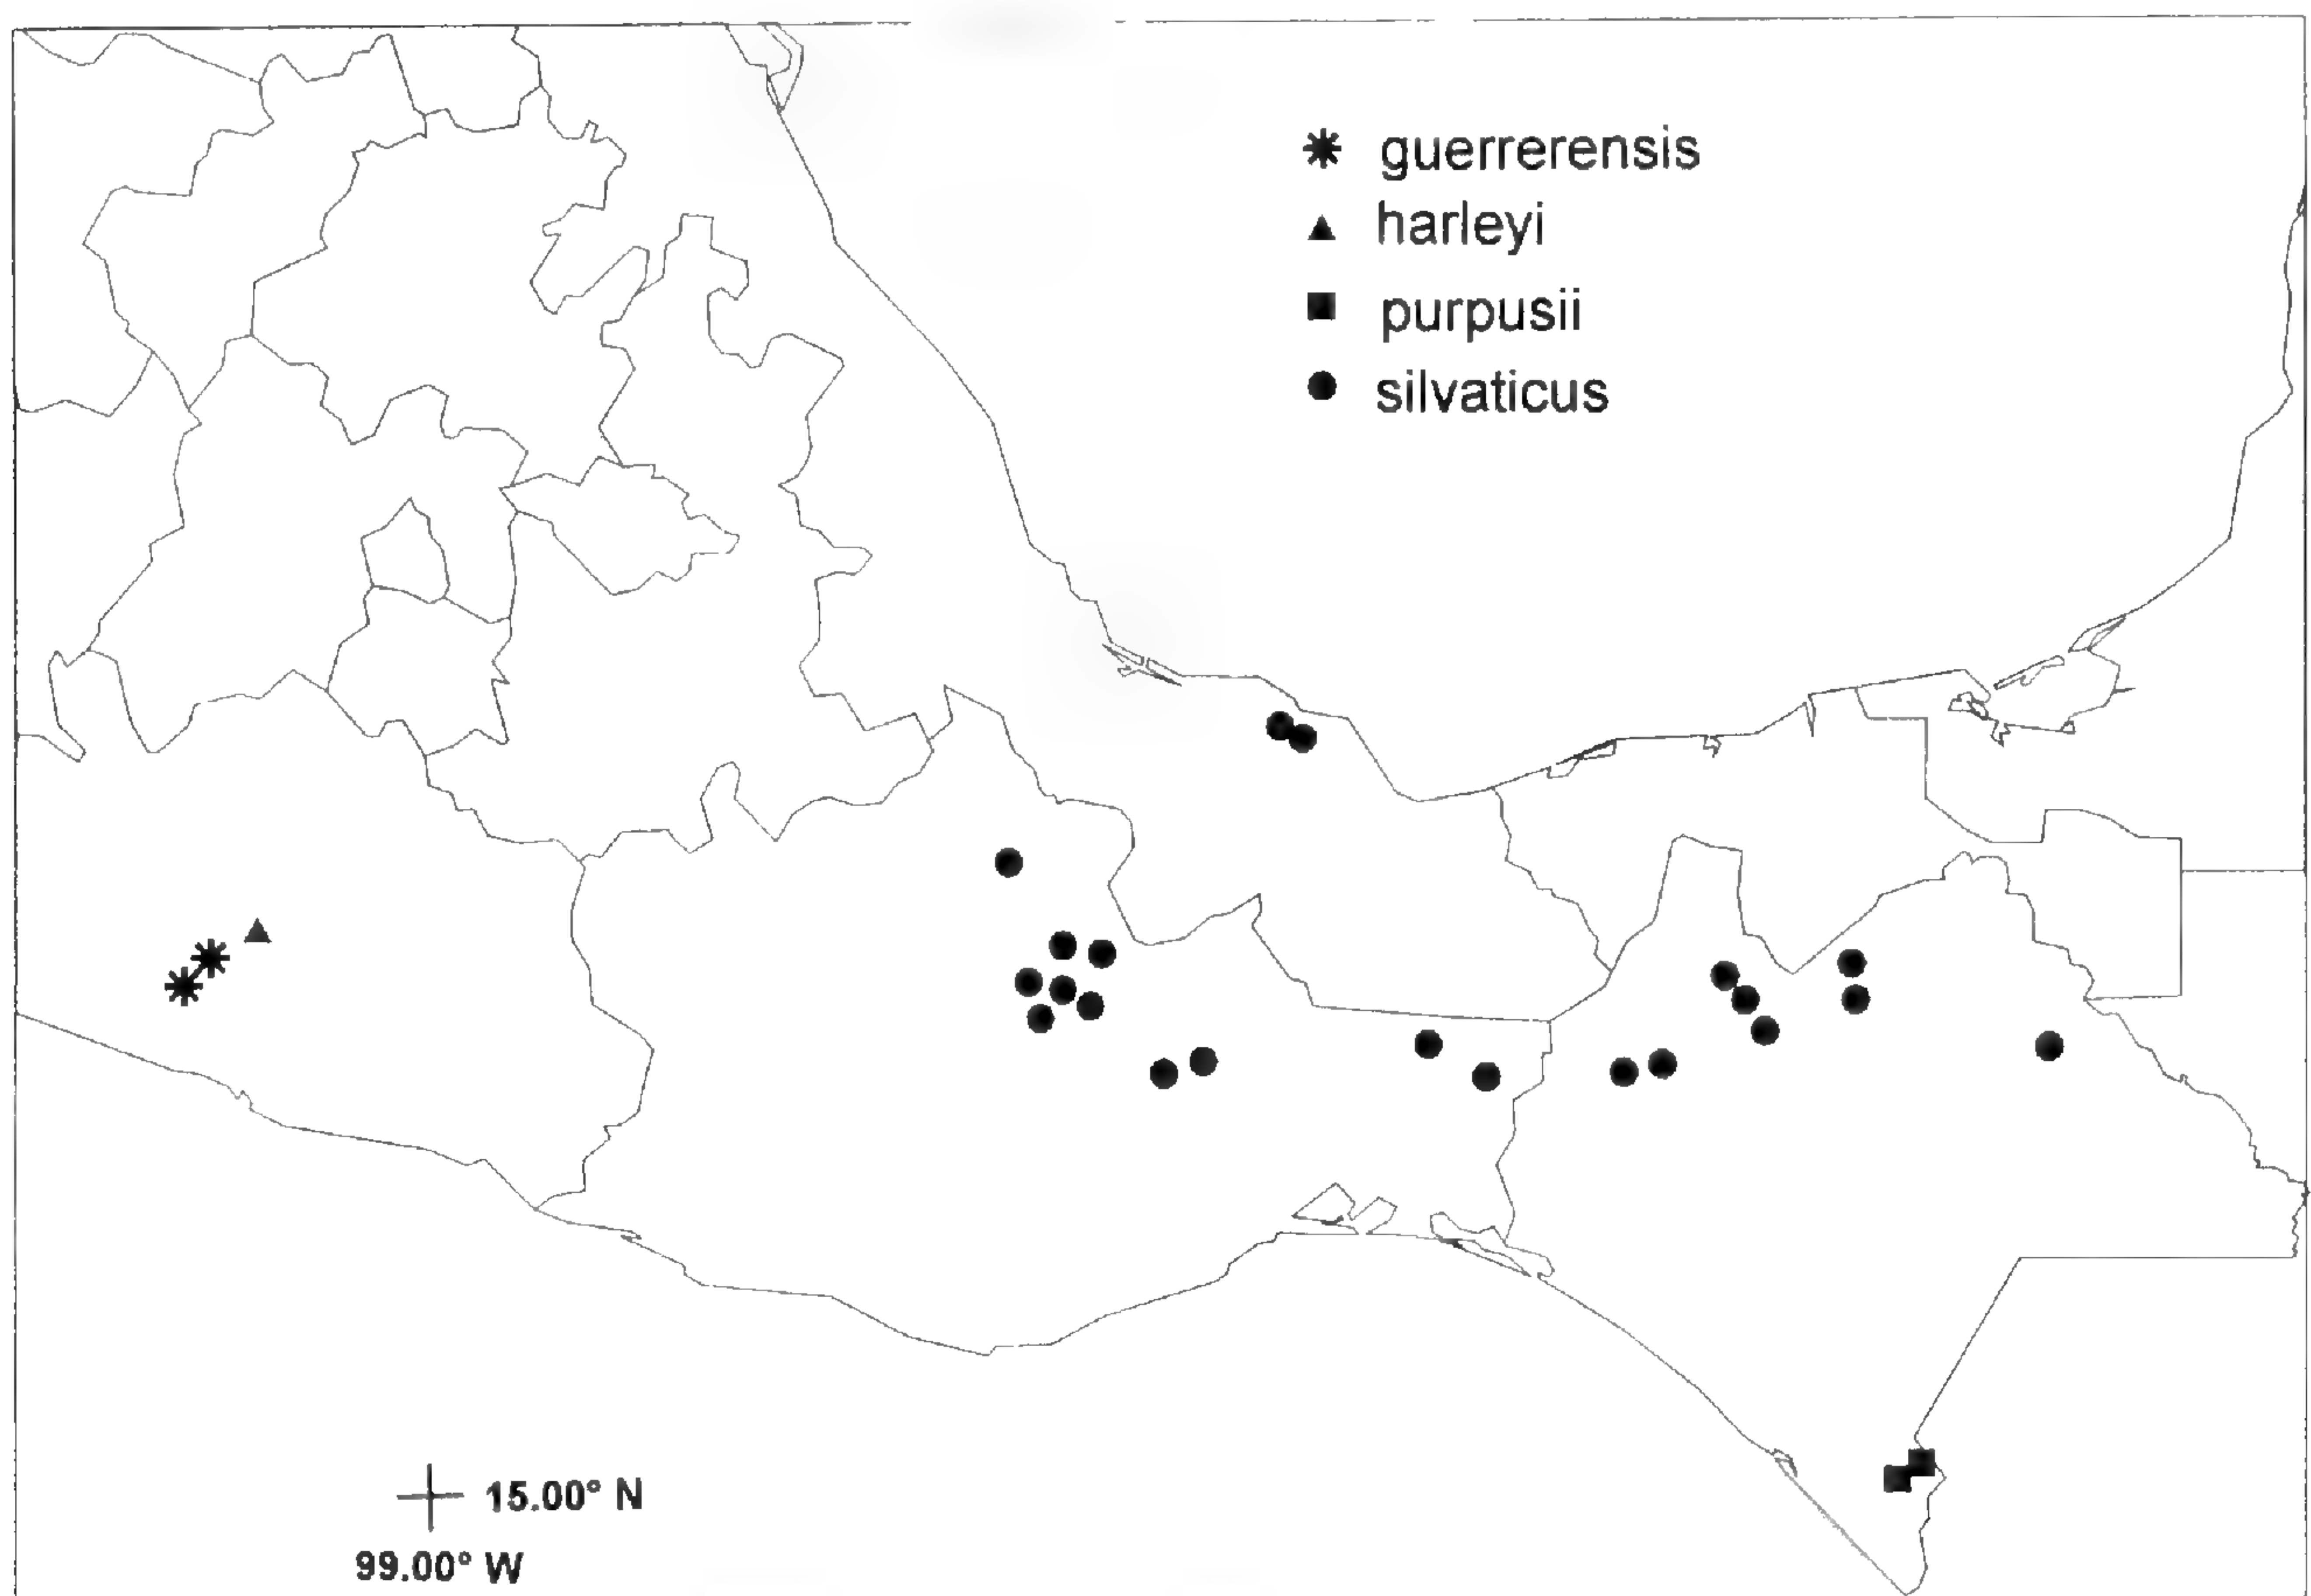 guerrerensis
harleyi
purpusii
silvaticus
15.00° N
99.00° W